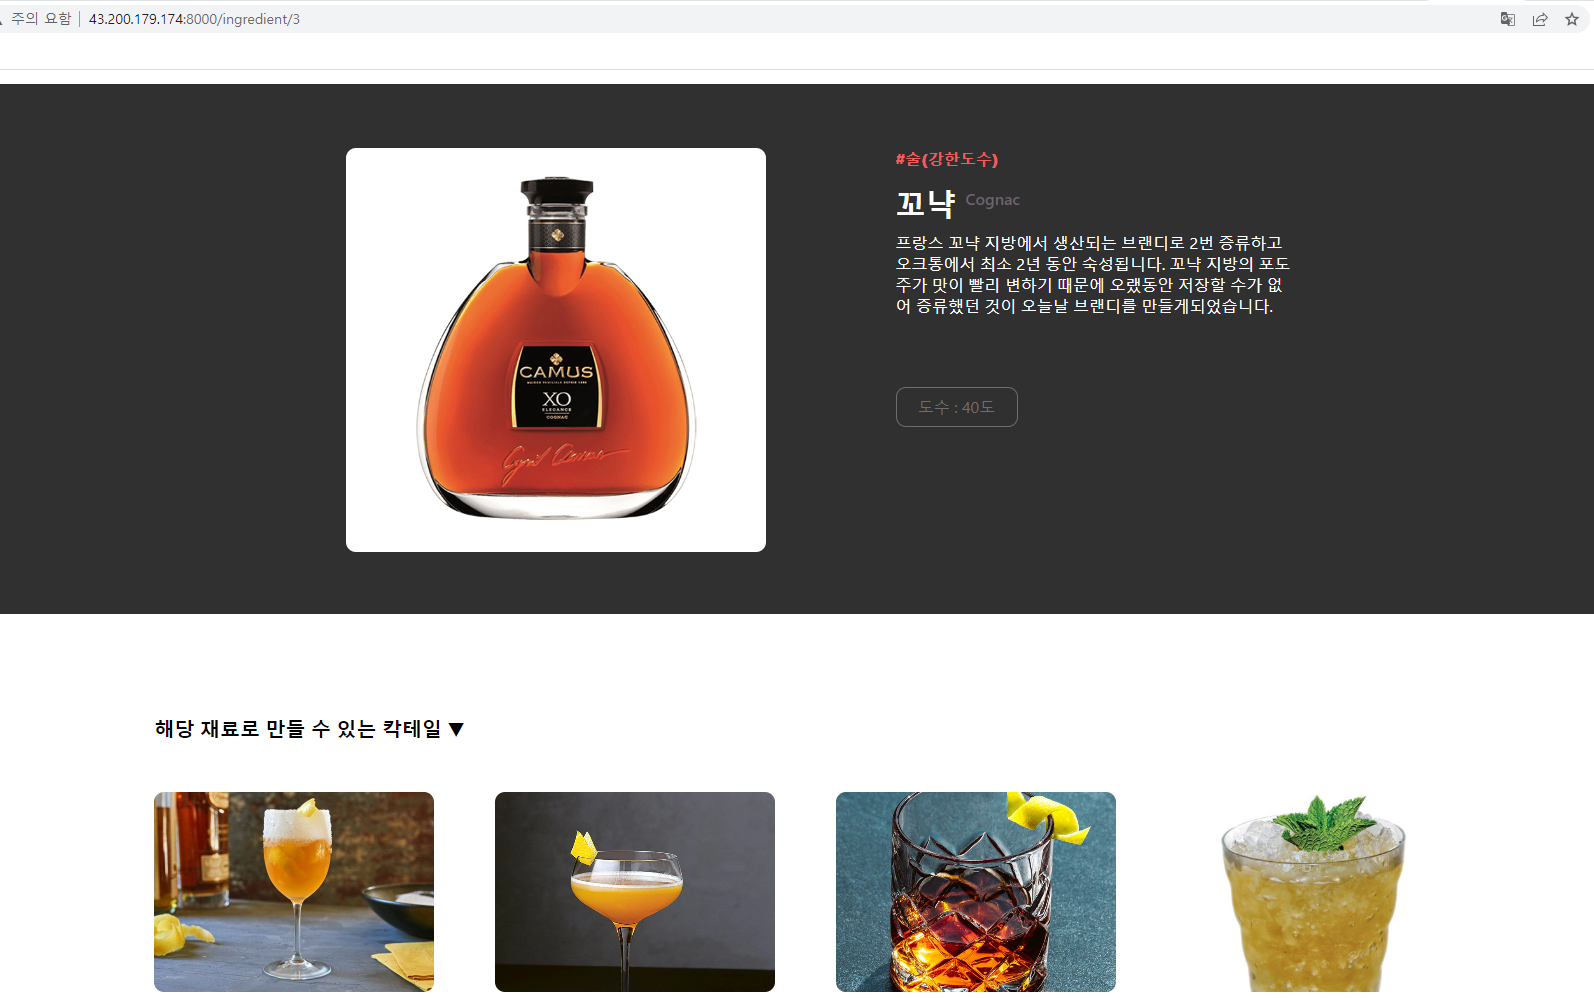 주의 요함 | 43.200.179.174:8000/ingredient/3
#술(강한도수)
꼬냑 Cognac
프랑스 꼬냑 지방에서 생산되는 브랜디로 2번 증류하고
오크통에서 최소 2년 동안 숙성됩니다. 꼬냑 지방의 포도
주가 맛이 빨리 변하기 때문에 오랬동안 저장할 수가 없
어 증류했던 것이 오늘날 브랜디를 만들게되었습니다.
도수 : 40도
CAMUS
XO
ELEGANCE
COGNAC
해당 재료로 만들 수 있는 칵테일 ▼